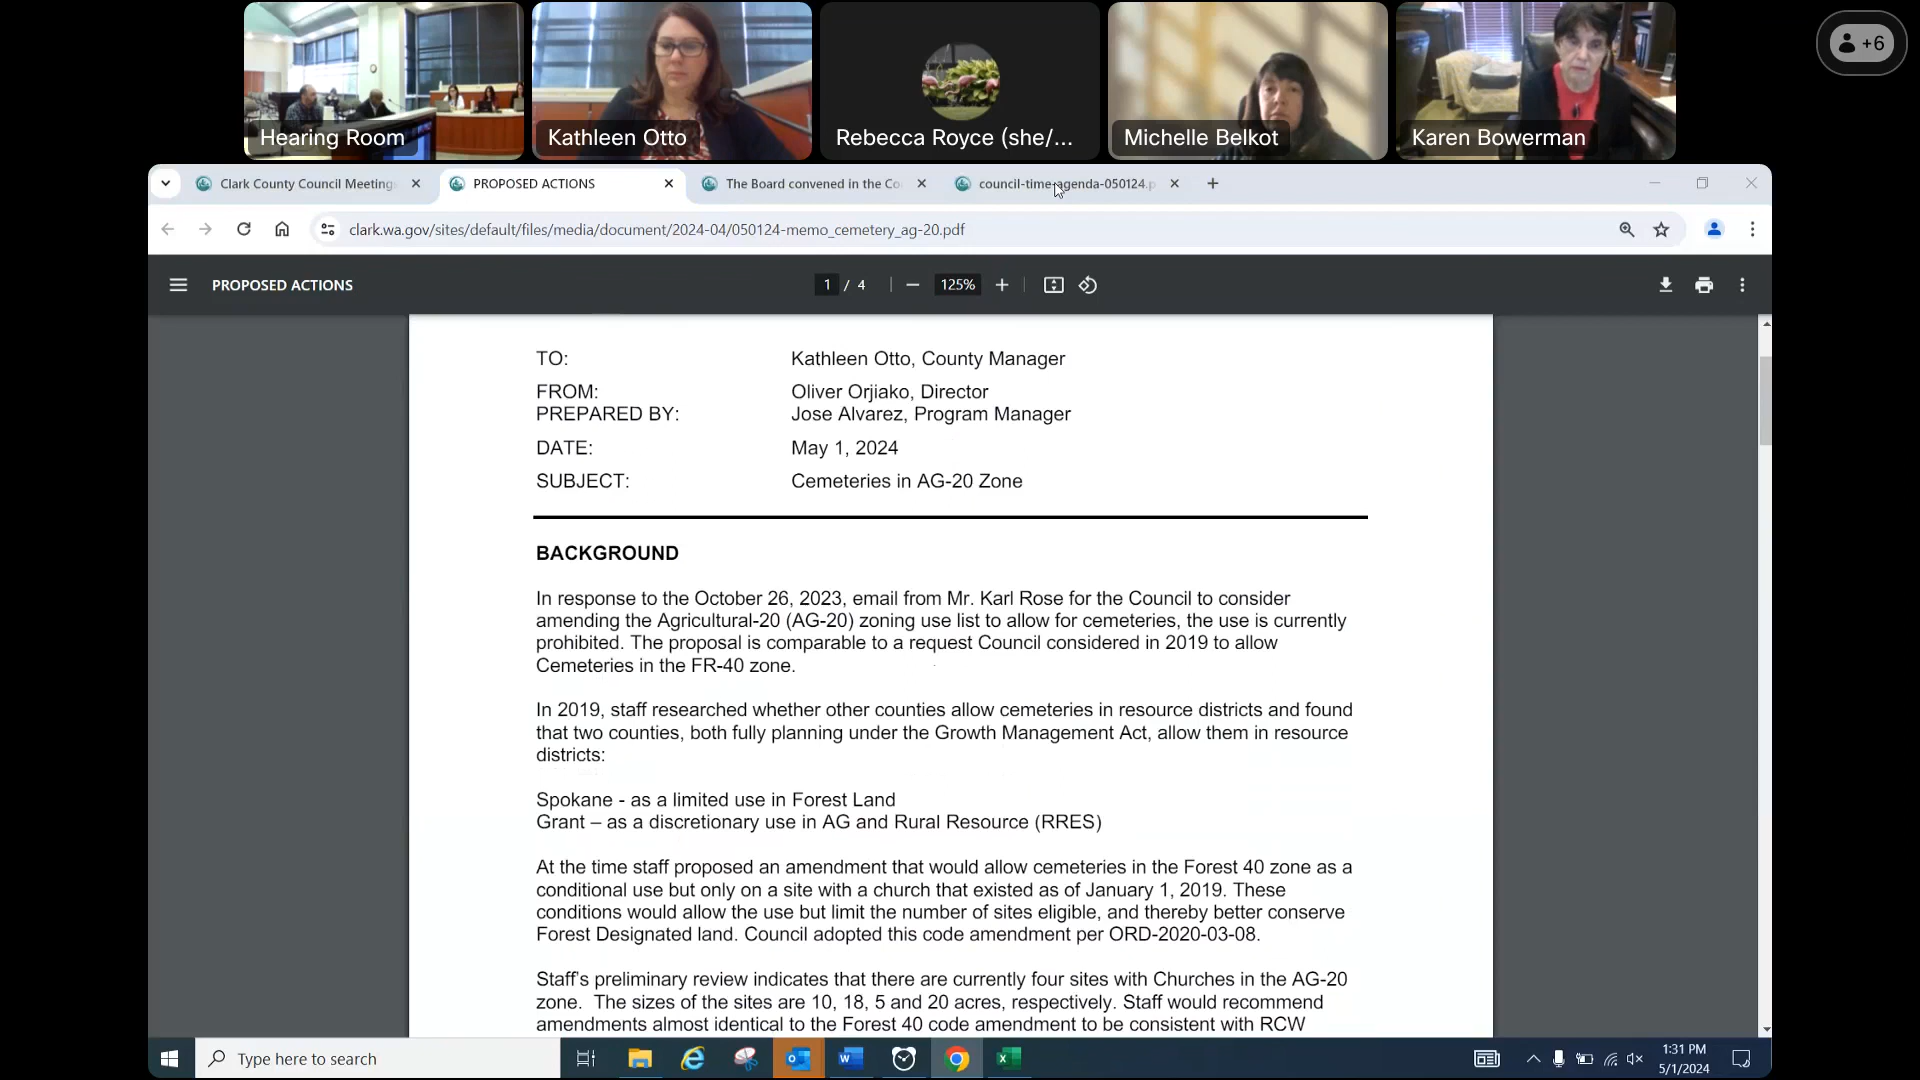 +6
Hearing Room
Kathleen Otto
Rebecca Royce (she/...
Michelle Belkot
Karen Bowerman
Clark County Council Meetings
PROPOSED ACTIONS
The Board convened in the Co
council-time-agenda-050124.p
clark.wa.gov/sites/default/files/media/document/2024-04/050124-memo_cemetery_ag-20.pdf
PROPOSED ACTIONS
1 / 4
125%
TO: Kathleen Otto, County Manager
FROM: Oliver Orjiako, Director
PREPARED BY: Jose Alvarez, Program Manager
DATE: May 1, 2024
SUBJECT: Cemeteries in AG-20 Zone
BACKGROUND
In response to the October 26, 2023, email from Mr. Karl Rose for the Council to consider
amending the Agricultural-20 (AG-20) zoning use list to allow for cemeteries, the use is currently
prohibited. The proposal is comparable to a request Council considered in 2019 to allow
Cemeteries in the FR-40 zone.
In 2019, staff researched whether other counties allow cemeteries in resource districts and found
that two counties, both fully planning under the Growth Management Act, allow them in resource
districts:
Spokane - as a limited use in Forest Land
Grant – as a discretionary use in AG and Rural Resource (RRES)
At the time staff proposed an amendment that would allow cemeteries in the Forest 40 zone as a
conditional use but only on a site with a church that existed as of January 1, 2019. These
conditions would allow the use but limit the number of sites eligible, and thereby better conserve
Forest Designated land. Council adopted this code amendment per ORD-2020-03-08.
Staff's preliminary review indicates that there are currently four sites with Churches in the AG-20
zone. The sizes of the sites are 10, 18, 5 and 20 acres, respectively. Staff would recommend
amendments almost identical to the Forest 40 code amendment to be consistent with RCW
Type here to search
1:31 PM
5/1/2024